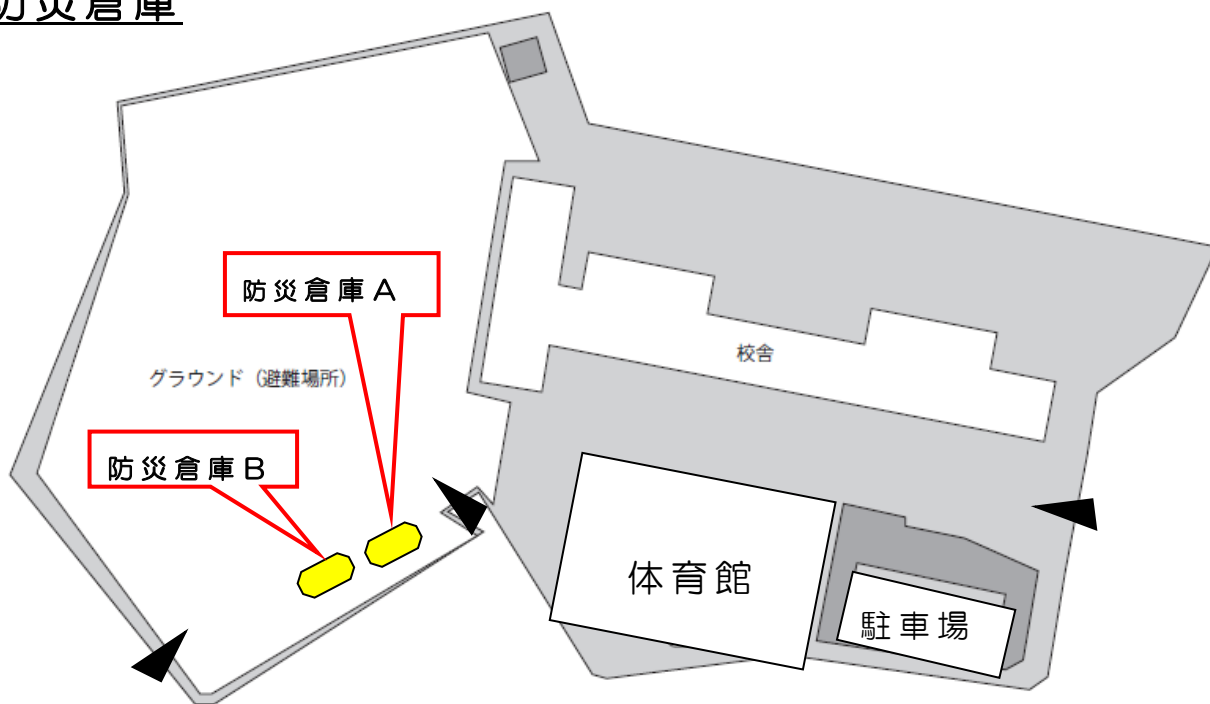 防災倉庫
防災倉庫A
校舎
グラウンド（避難場所）
防災倉庫B
体育館
駐車場